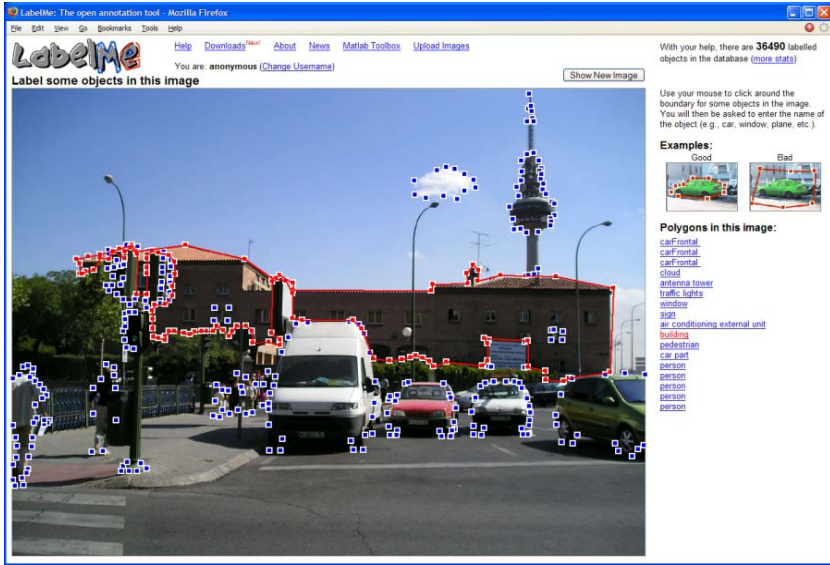 LabelMe: The open annotation tool - Mozilla Firefox
File Edit View Go Bookmarks Tools Help
LabelMe
Help Downloads New! About News Matlab Toolbox Upload Images
You are: anonymous (Change Username)
Label some objects in this image
Show New Image
With your help, there are 36490 labelled
objects in the database (more stats)
Use your mouse to click around the
boundary for some objects in the image.
You will then be asked to enter the name of
the object (e.g., car, window, plane, etc.).
Examples:
Good Bad
Polygons in this image:
carFrontal
carFrontal
carFrontal
cloud
antenna tower
traffic lights
window
sign
air conditioning external unit
building
pedestrian
car part
person
person
person
person
person